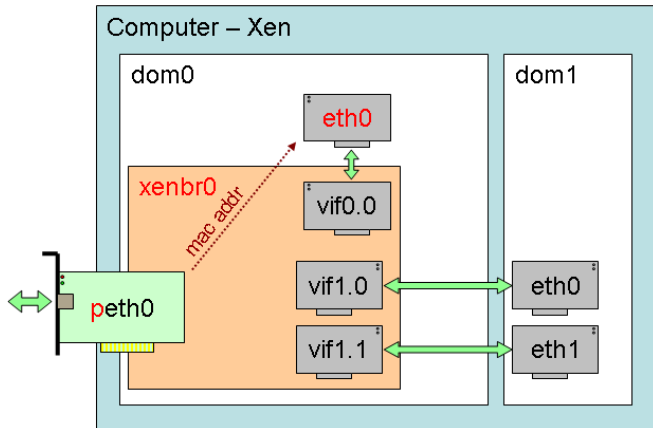 Computer – Xen
dom0
dom1
eth0
xenbr0
mac addr
vif0.0
peth0
vif1.0
eth0
vif1.1
eth1